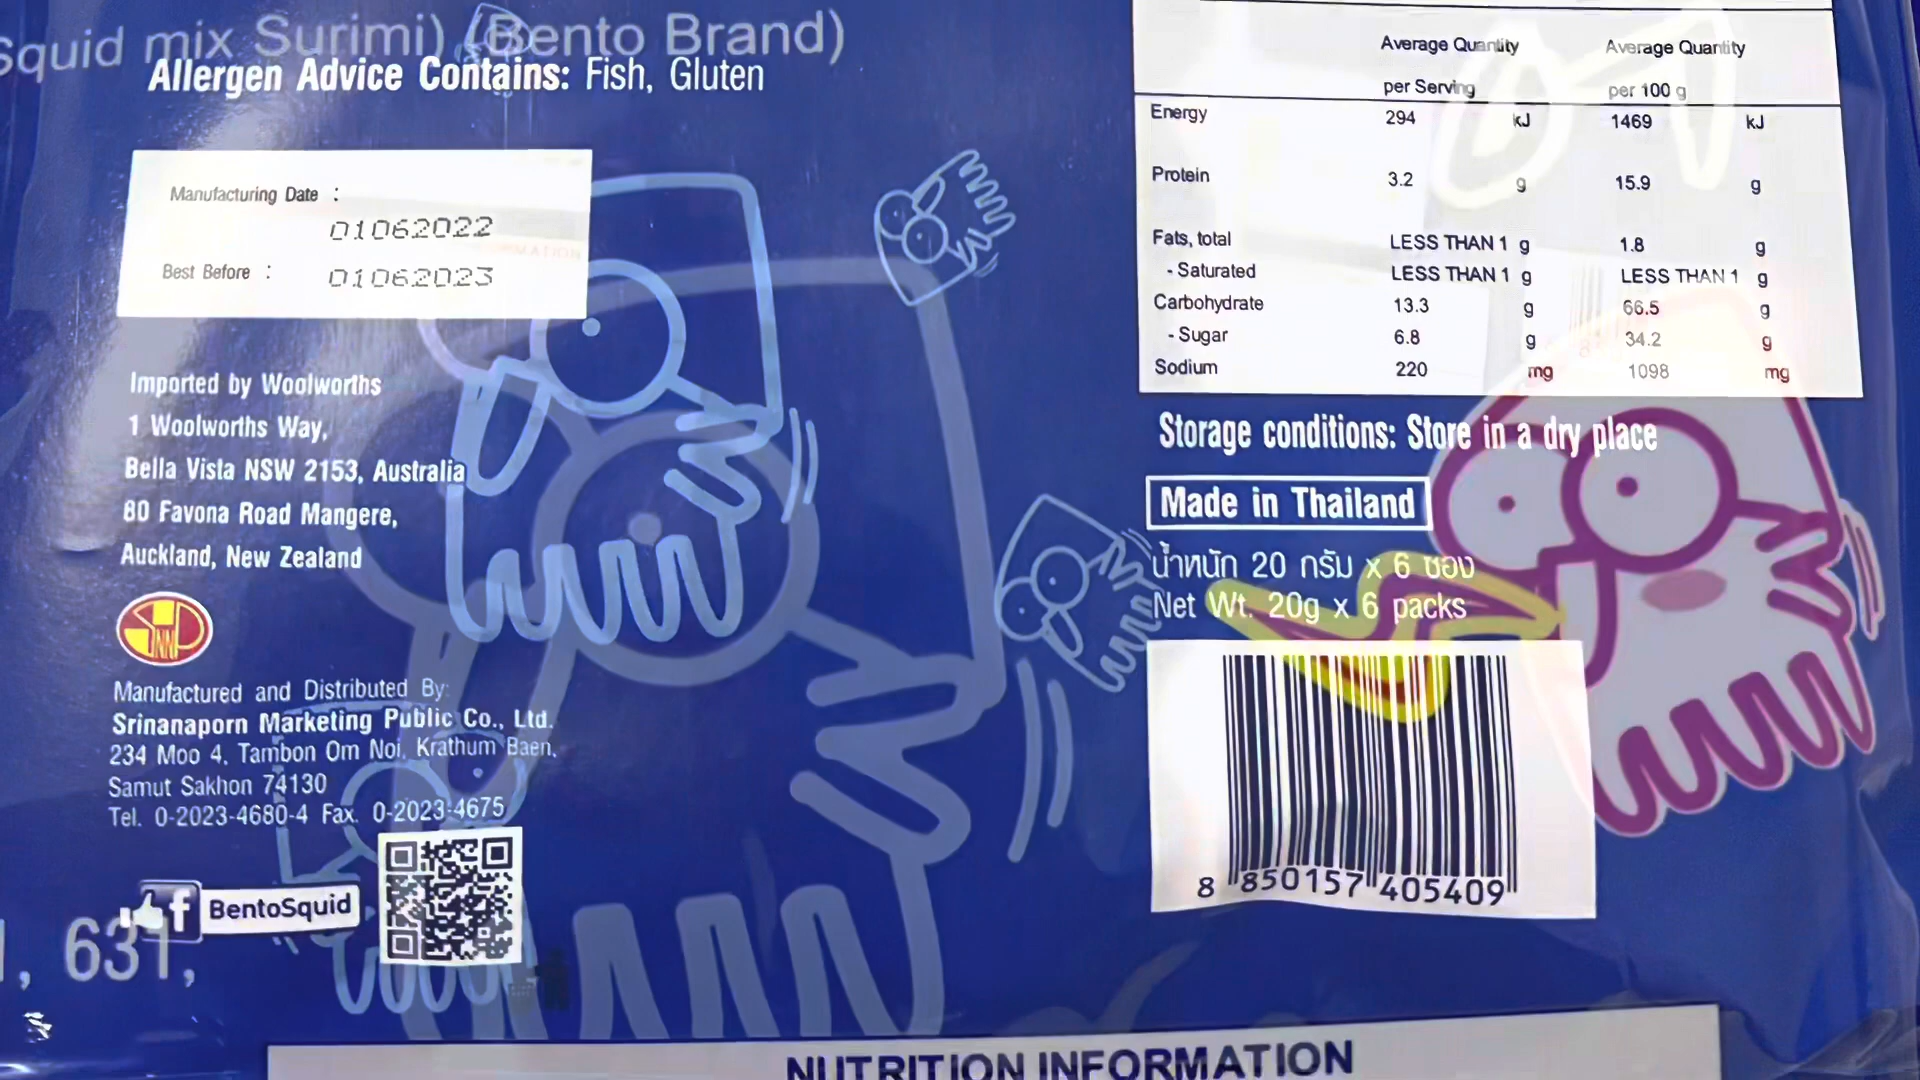 Squid mix Surimi) (Bento Brand)
Allergen Advice Contains: Fish, Gluten
Manufacturing Date :
01062022
Best Before :
01062023
Imported by Woolworths
1 Woolworths Way,
Bella Vista NSW 2153, Australia
80 Favona Road Mangere,
Auckland, New Zealand
Manufactured and Distributed By:
Srinanaporn Marketing Public Co., Ltd.
234 Moo 4, Tambon Om Noi, Krathum Baen,
Samut Sakhon 74130
Tel. 0-2023-4680-4 Fax. 0-2023-4675
f BentoSquid
, 631,
Average Quantity Average Quantity
per Serving per 100 g
Energy 294 kJ 1469 kJ
Protein 3.2 g 15.9 g
Fats, total LESS THAN 1 g 1.8 g
- Saturated LESS THAN 1 g LESS THAN 1 g
Carbohydrate 13.3 g 66.5 g
- Sugar 6.8 g 34.2 g
Sodium 220 mg 1098 mg
Storage conditions: Store in a dry place
Made in Thailand
น้ำหนัก 20 กรัม x 6 ซอง
Net Wt. 20g x 6 packs
8 850157 405409
NUTRITION INFORMATION